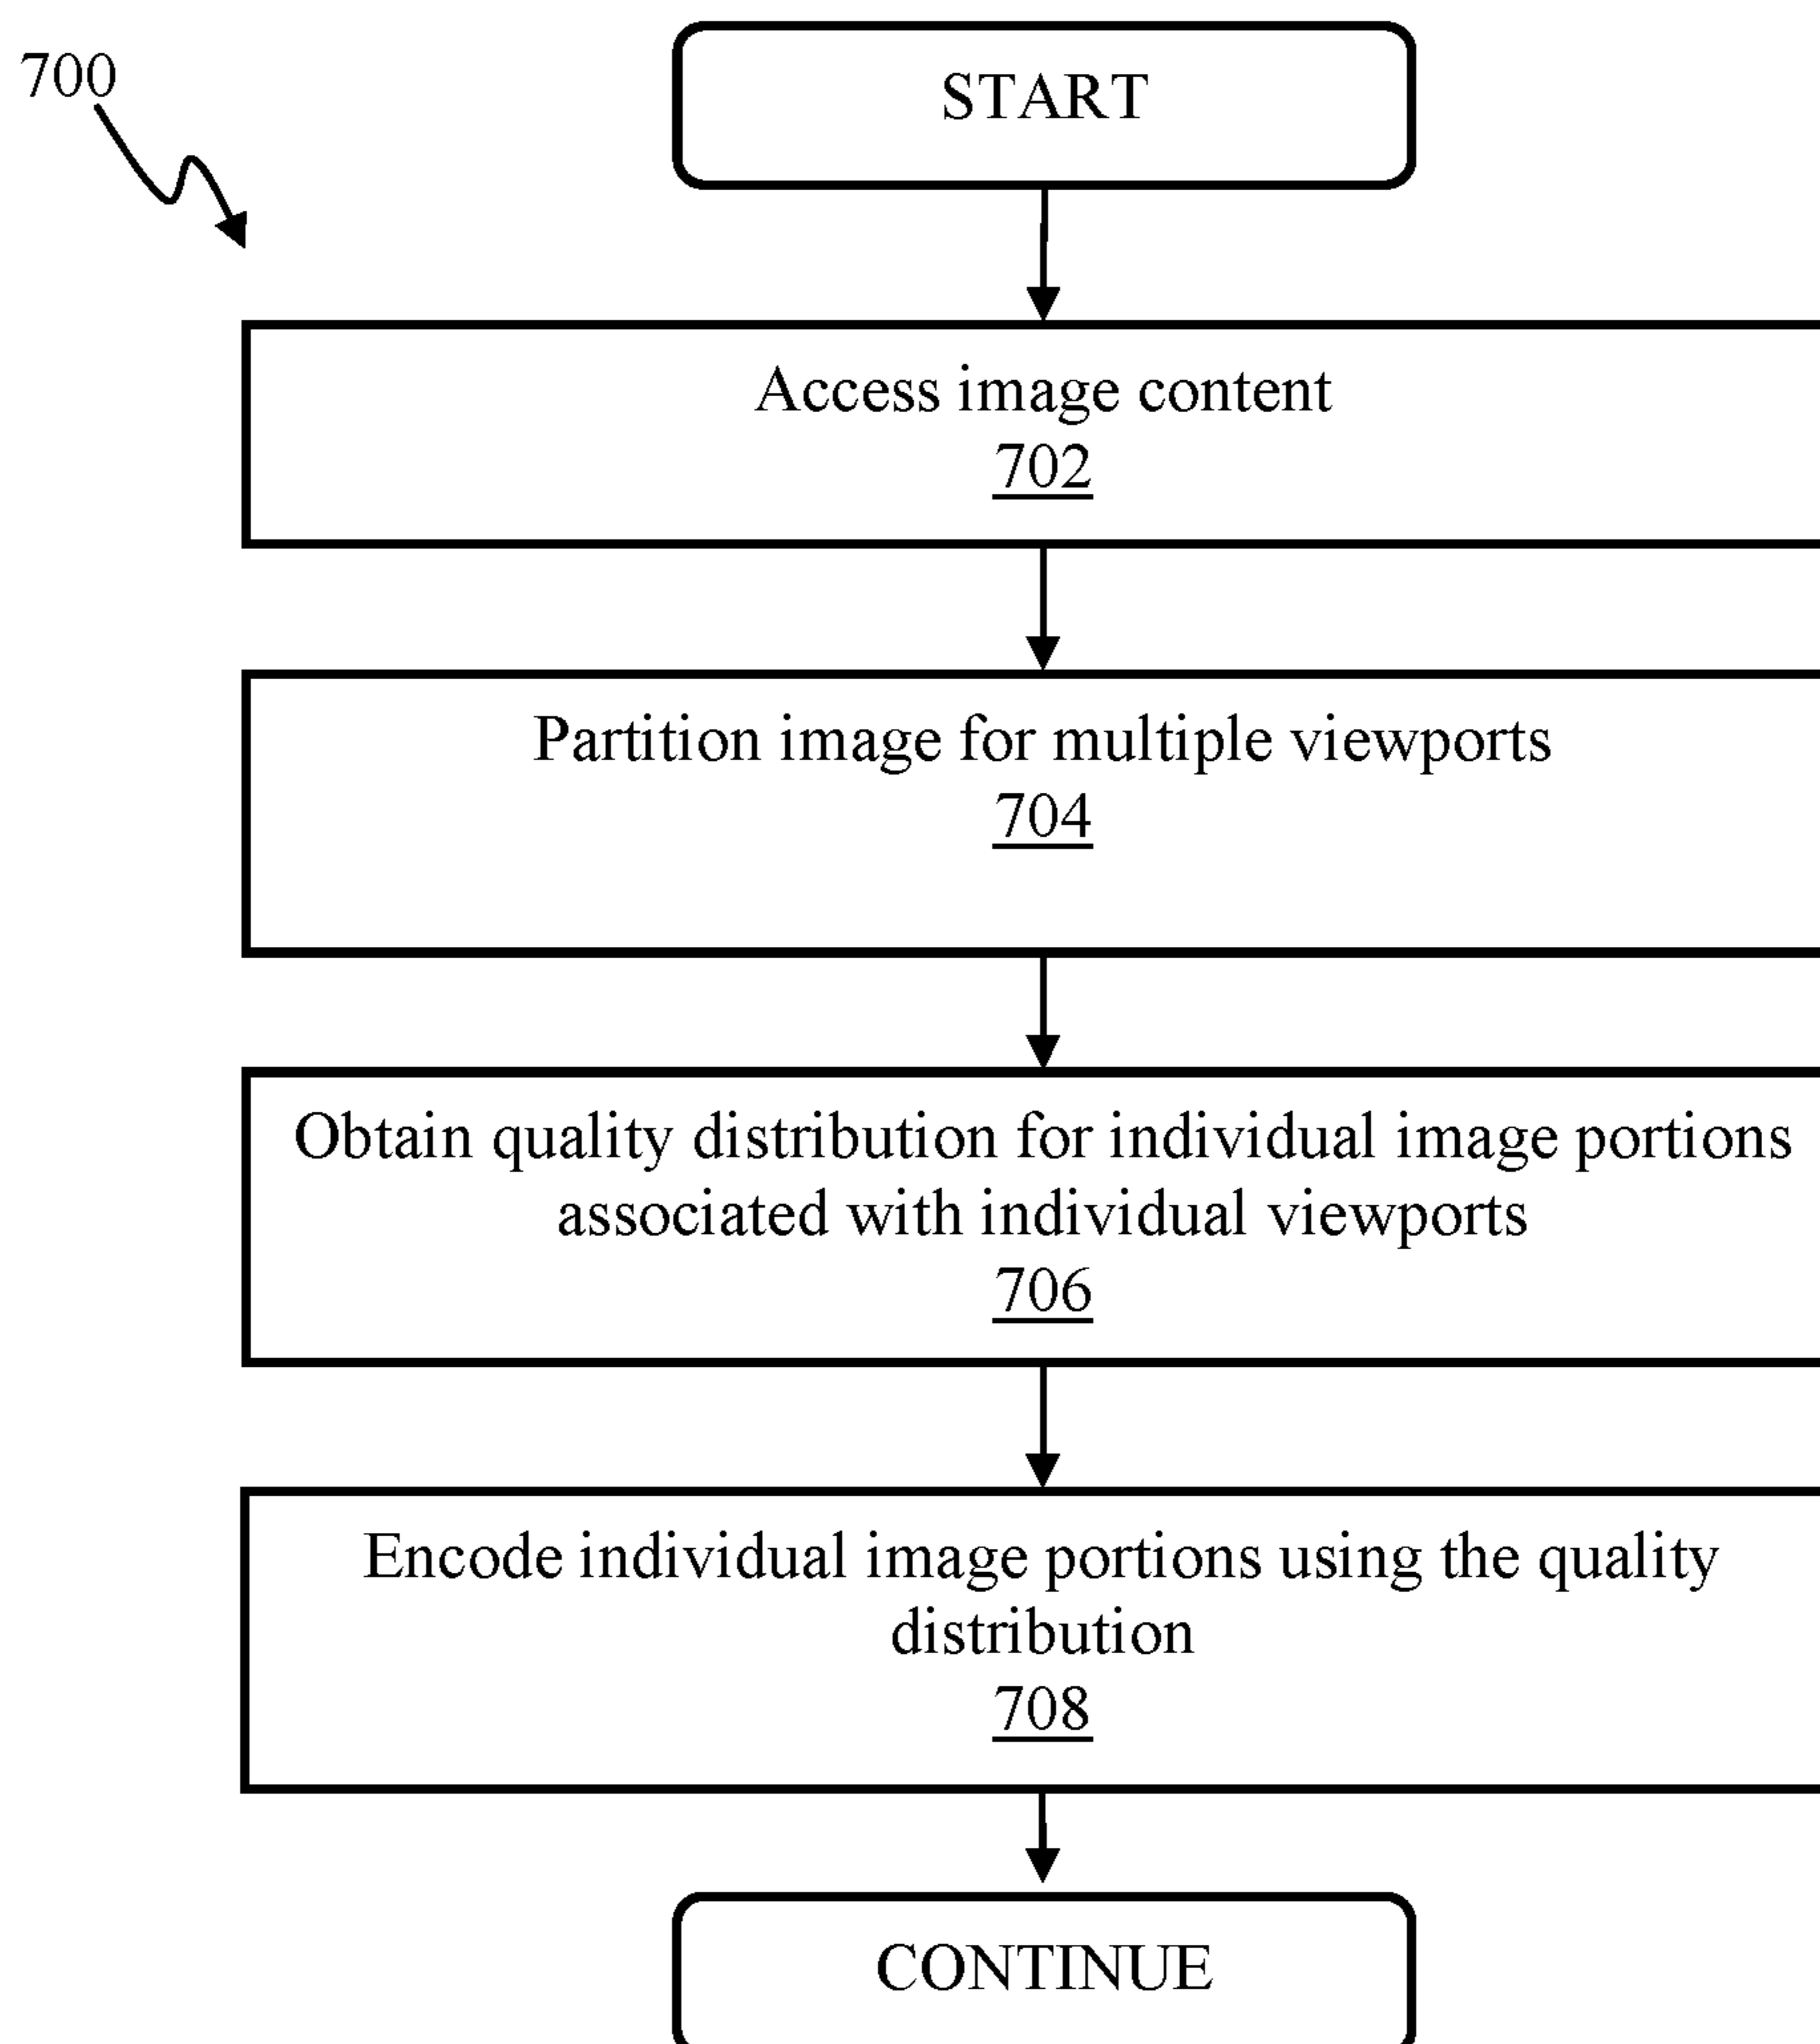 700
START
Access image content
702
Partition image for multiple viewports
704
Obtain quality distribution for individual image portions
associated with individual viewports
706
Encode individual image portions using the quality
distribution
708
CONTINUE